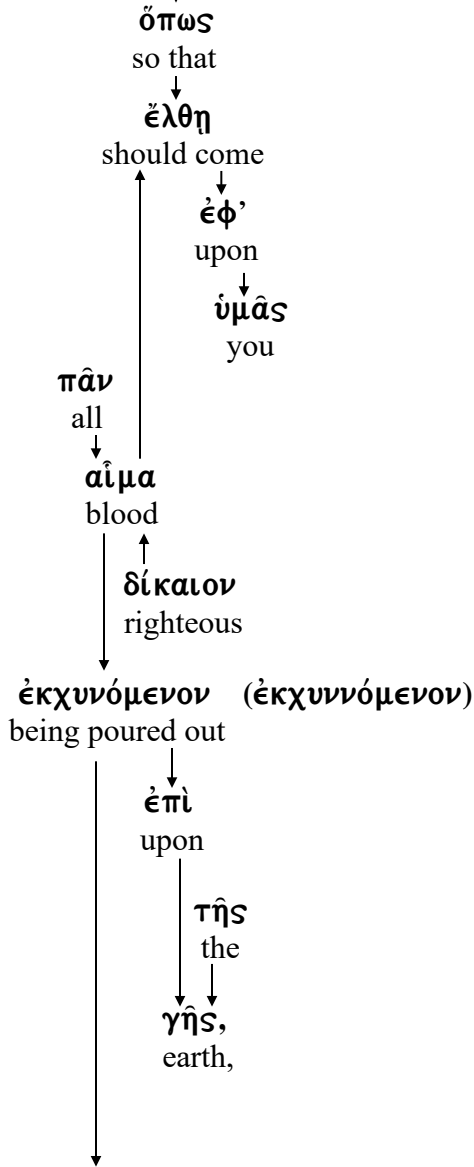 ὅπως
so that
ἔλθῃ
should come
ἐφ’
upon
ὑμᾶς
you
πᾶν
all
αἷμα
blood
δίκαιον
righteous
ἐκχυνόμενον (ἐκχυννόμενον)
being poured out
ἐπὶ
upon
τῆς
the
γῆς,
earth,